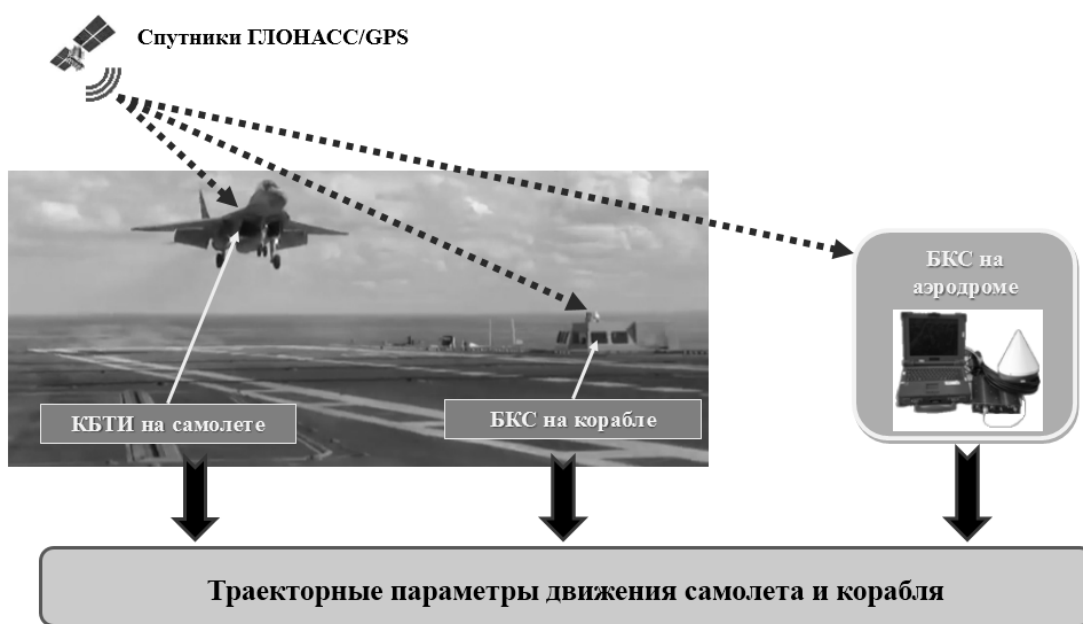 Спутники ГЛОНАСС/GPS
БКС на
аэродроме
КБТИ на самолете
БКС на корабле
Траекторные параметры движения самолета и корабля